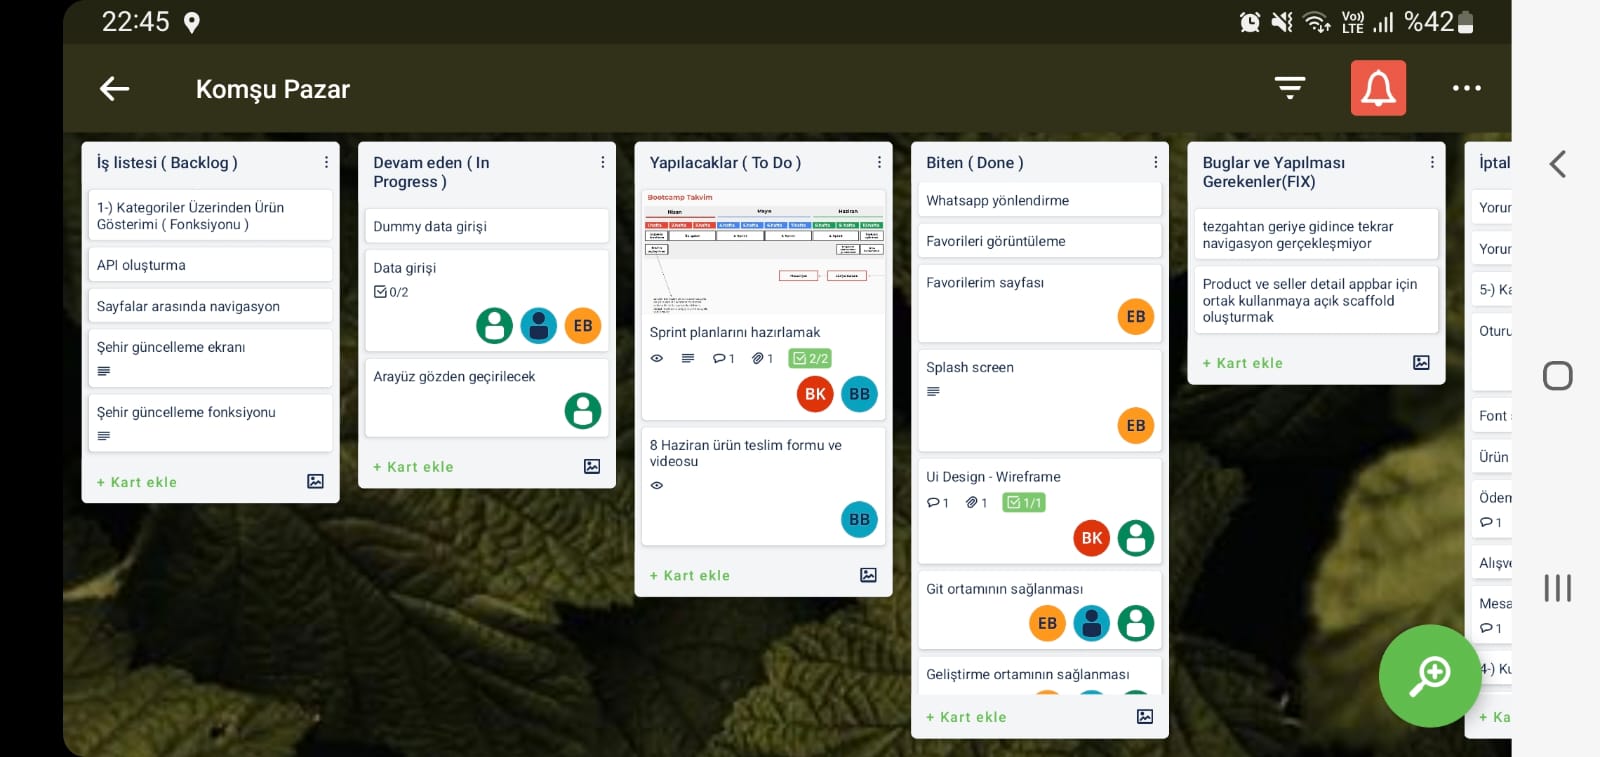 22:45
Vo))
LTE
%42
Komşu Pazar
İş listesi ( Backlog )
1-) Kategoriler Üzerinden Ürün
Gösterimi ( Fonksiyonu )
API oluşturma
Sayfalar arasında navigasyon
Şehir güncelleme ekranı
Şehir güncelleme fonksiyonu
+ Kart ekle
Devam eden ( In
Progress )
Dummy data girişi
Data girişi
0/2
EB
Arayüz gözden geçirilecek
+ Kart ekle
Yapılacaklar ( To Do )
Bootcamp Takvim
Nisan Mayıs Haziran
Sprint planlarını hazırlamak
1 1 2/2
BK BB
8 Haziran ürün teslim formu ve
videosu
BB
+ Kart ekle
Biten ( Done )
Whatsapp yönlendirme
Favorileri görüntüleme
Favorilerim sayfası
EB
Splash screen
EB
Ui Design - Wireframe
1 1 1/1
BK
Git ortamının sağlanması
EB
Geliştirme ortamının sağlanması
+ Kart ekle
Buglar ve Yapılması
Gerekenler(FIX)
tezgahtan geriye gidince tekrar
navigasyon gerçekleşmiyor
Product ve seller detail appbar için
ortak kullanmaya açık scaffold
oluşturmak
+ Kart ekle
İptal
Yorur
Yorur
5-) Ka
Oturu
Font
Ürün
Öden
1
Alışve
Mesa
1
4-) Ku
+ Ka